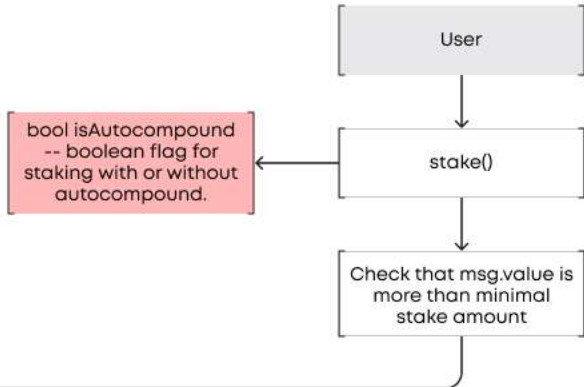 User
bool isAutocompound
-- boolean flag for
staking with or without
autocompound.
stake()
Check that msg.value is
more than minimal
stake amount